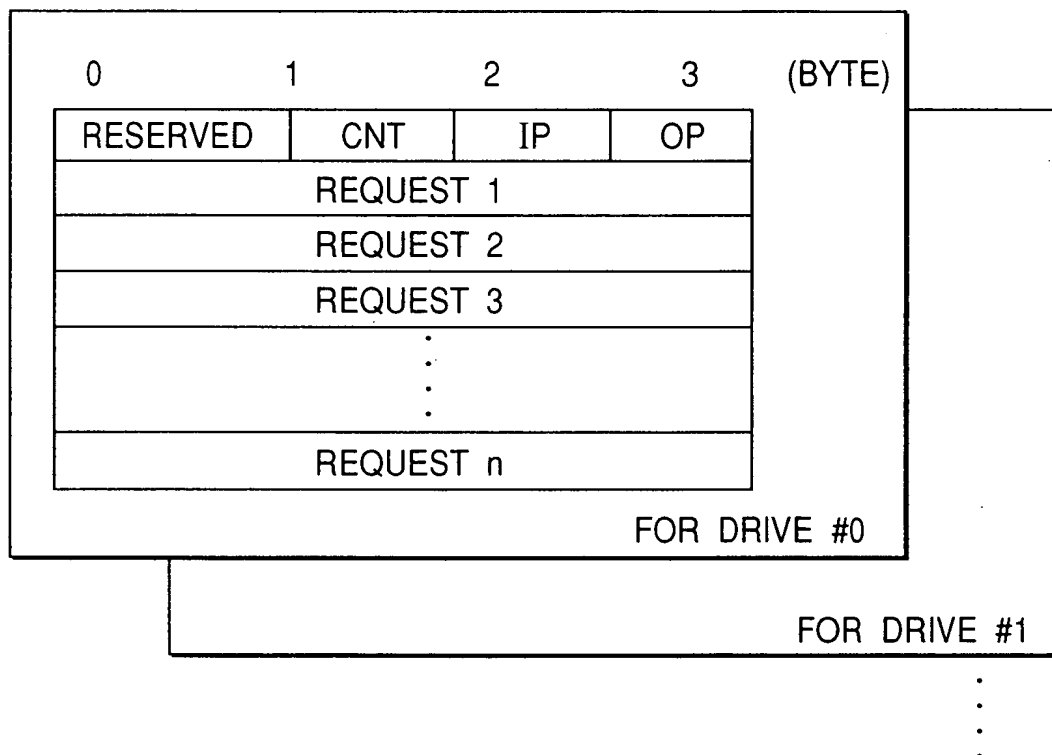 0 1 2 3 (BYTE)
RESERVED CNT IP OP
REQUEST 1
REQUEST 2
REQUEST 3
REQUEST n
FOR DRIVE #0
FOR DRIVE #1